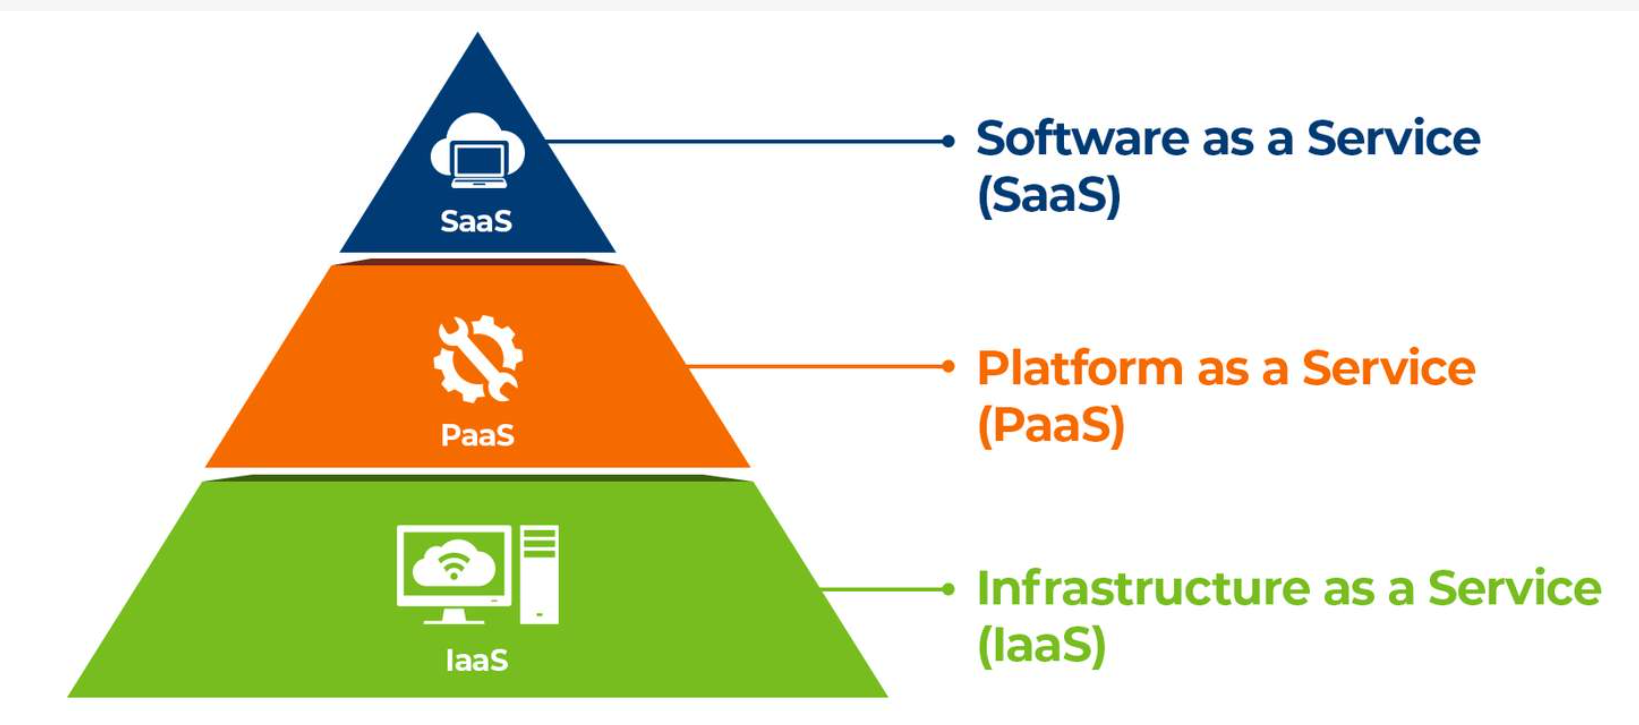 SaaS
Software as a Service
(SaaS)
PaaS
Platform as a Service
(PaaS)
IaaS
Infrastructure as a Service
(IaaS)